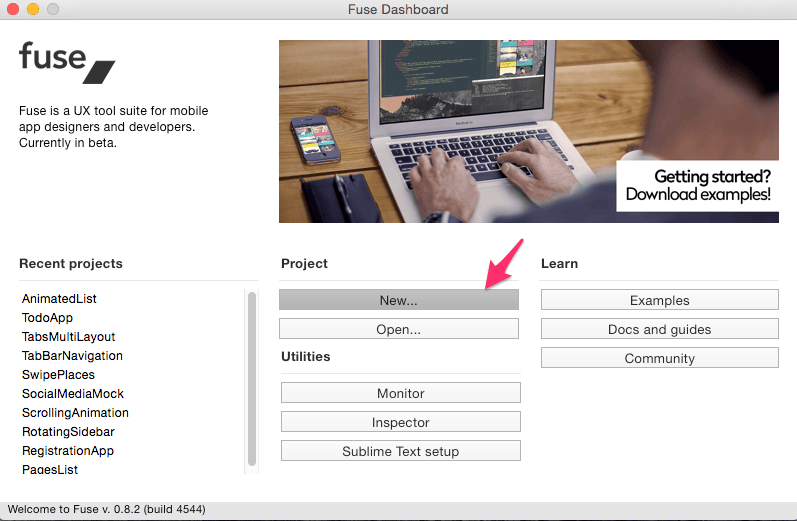 Fuse Dashboard
fuse
Fuse is a UX tool suite for mobile
app designers and developers.
Currently in beta.
Getting started?
Download examples!
Recent projects
AnimatedList
TodoApp
TabsMultiLayout
TabBarNavigation
SwipePlaces
SocialMediaMock
ScrollingAnimation
RotatingSidebar
RegistrationApp
PagesList
Project
New...
Open...
Utilities
Monitor
Inspector
Sublime Text setup
Learn
Examples
Docs and guides
Community
Welcome to Fuse v. 0.8.2 (build 4544)